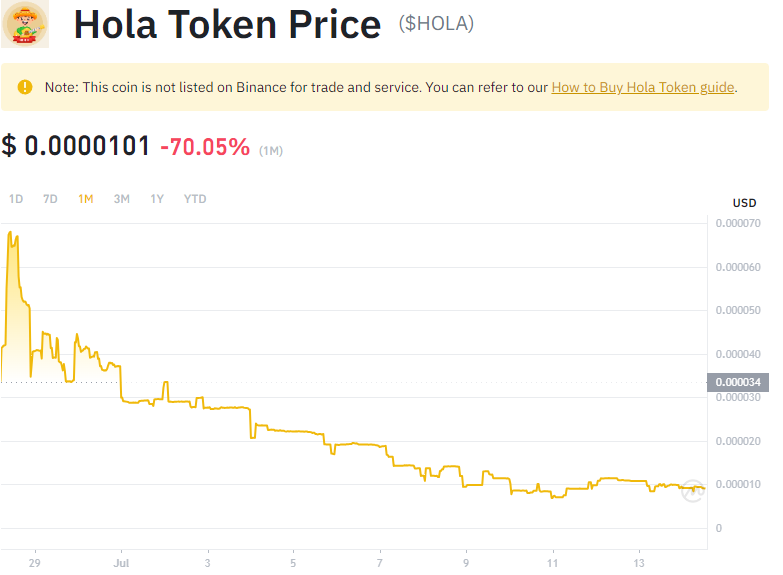 Hola Token Price ($HOLA)
Note: This coin is not listed on Binance for trade and service. You can refer to our How to Buy Hola Token guide.
$ 0.0000101 -70.05% (1M)
1D 7D 1M 3M 1Y YTD
USD
0.000070
0.000060
0.000050
0.000040
0.000034
0.000030
0.000020
0.000010
0
29 Jul 3 5 7 9 11 13